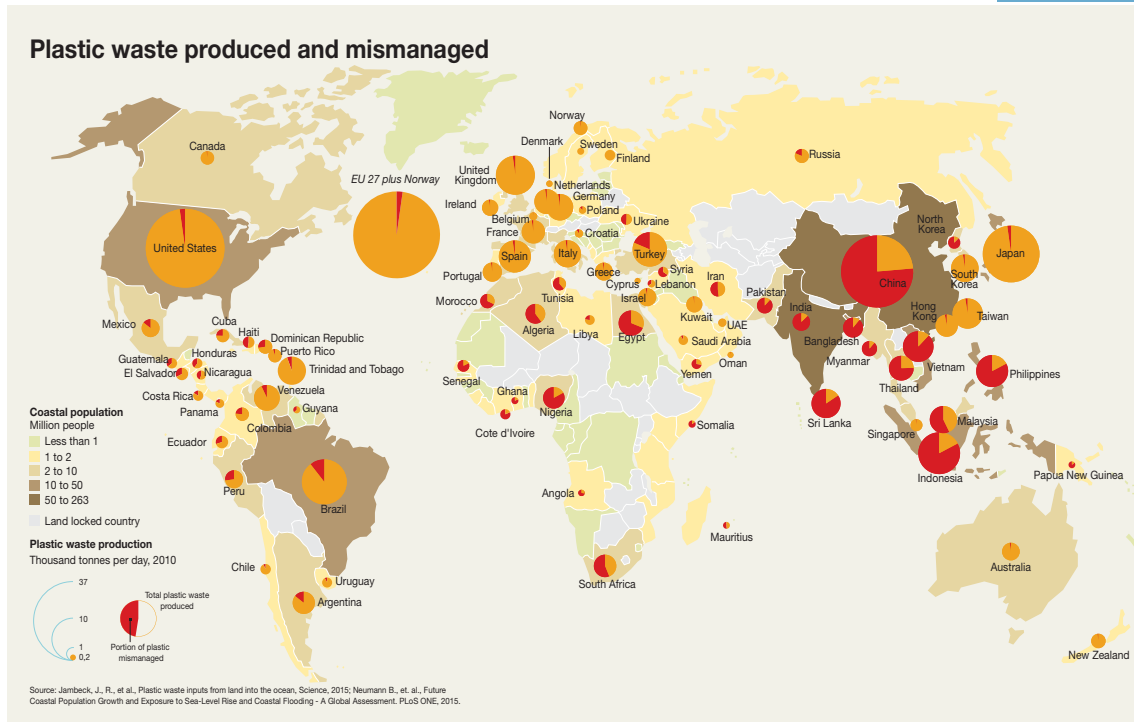 Plastic waste produced and mismanaged
Norway
Denmark
Sweden
Finland
Canada
Russia
EU 27 plus Norway
United
Kingdom
Netherlands
Germany
Ireland
Poland
Belgium
Ukraine
North
Korea
France
Croatia
United States
Spain
Italy
Turkey
Japan
South
Korea
China
Portugal
Greece
Syria
Iran
Cyprus
Lebanon
Pakistan
Morocco
Tunisia
Israel
India
Hong
Kong
Taiwan
Kuwait
Mexico
Cuba
Haiti
Dominican Republic
Algeria
Libya
Egypt
UAE
Saudi Arabia
Bangladesh
Puerto Rico
Guatemala
Honduras
Oman
Myanmar
Vietnam
El Salvador
Nicaragua
Trinidad and Tobago
Senegal
Yemen
Thailand
Philippines
Costa Rica
Venezuela
Ghana
Panama
Guyana
Nigeria
Colombia
Cote d'Ivoire
Somalia
Sri Lanka
Malaysia
Singapore
Ecuador
Indonesia
Papua New Guinea
Peru
Angola
Brazil
Mauritius
Chile
Uruguay
South Africa
Australia
Argentina
New Zealand
Coastal population
Million people
Less than 1
1 to 2
2 to 10
10 to 50
50 to 263
Land locked country
Plastic waste production
Thousand tonnes per day, 2010
37
10
1
0,2
Total plastic waste
produced
Portion of plastic
mismanaged
Source: Jambeck, J., R., et al., Plastic waste inputs from land into the ocean, Science, 2015; Neumann B., et. al., Future
Coastal Population Growth and Exposure to Sea-Level Rise and Coastal Flooding - A Global Assessment. PLoS ONE, 2015.